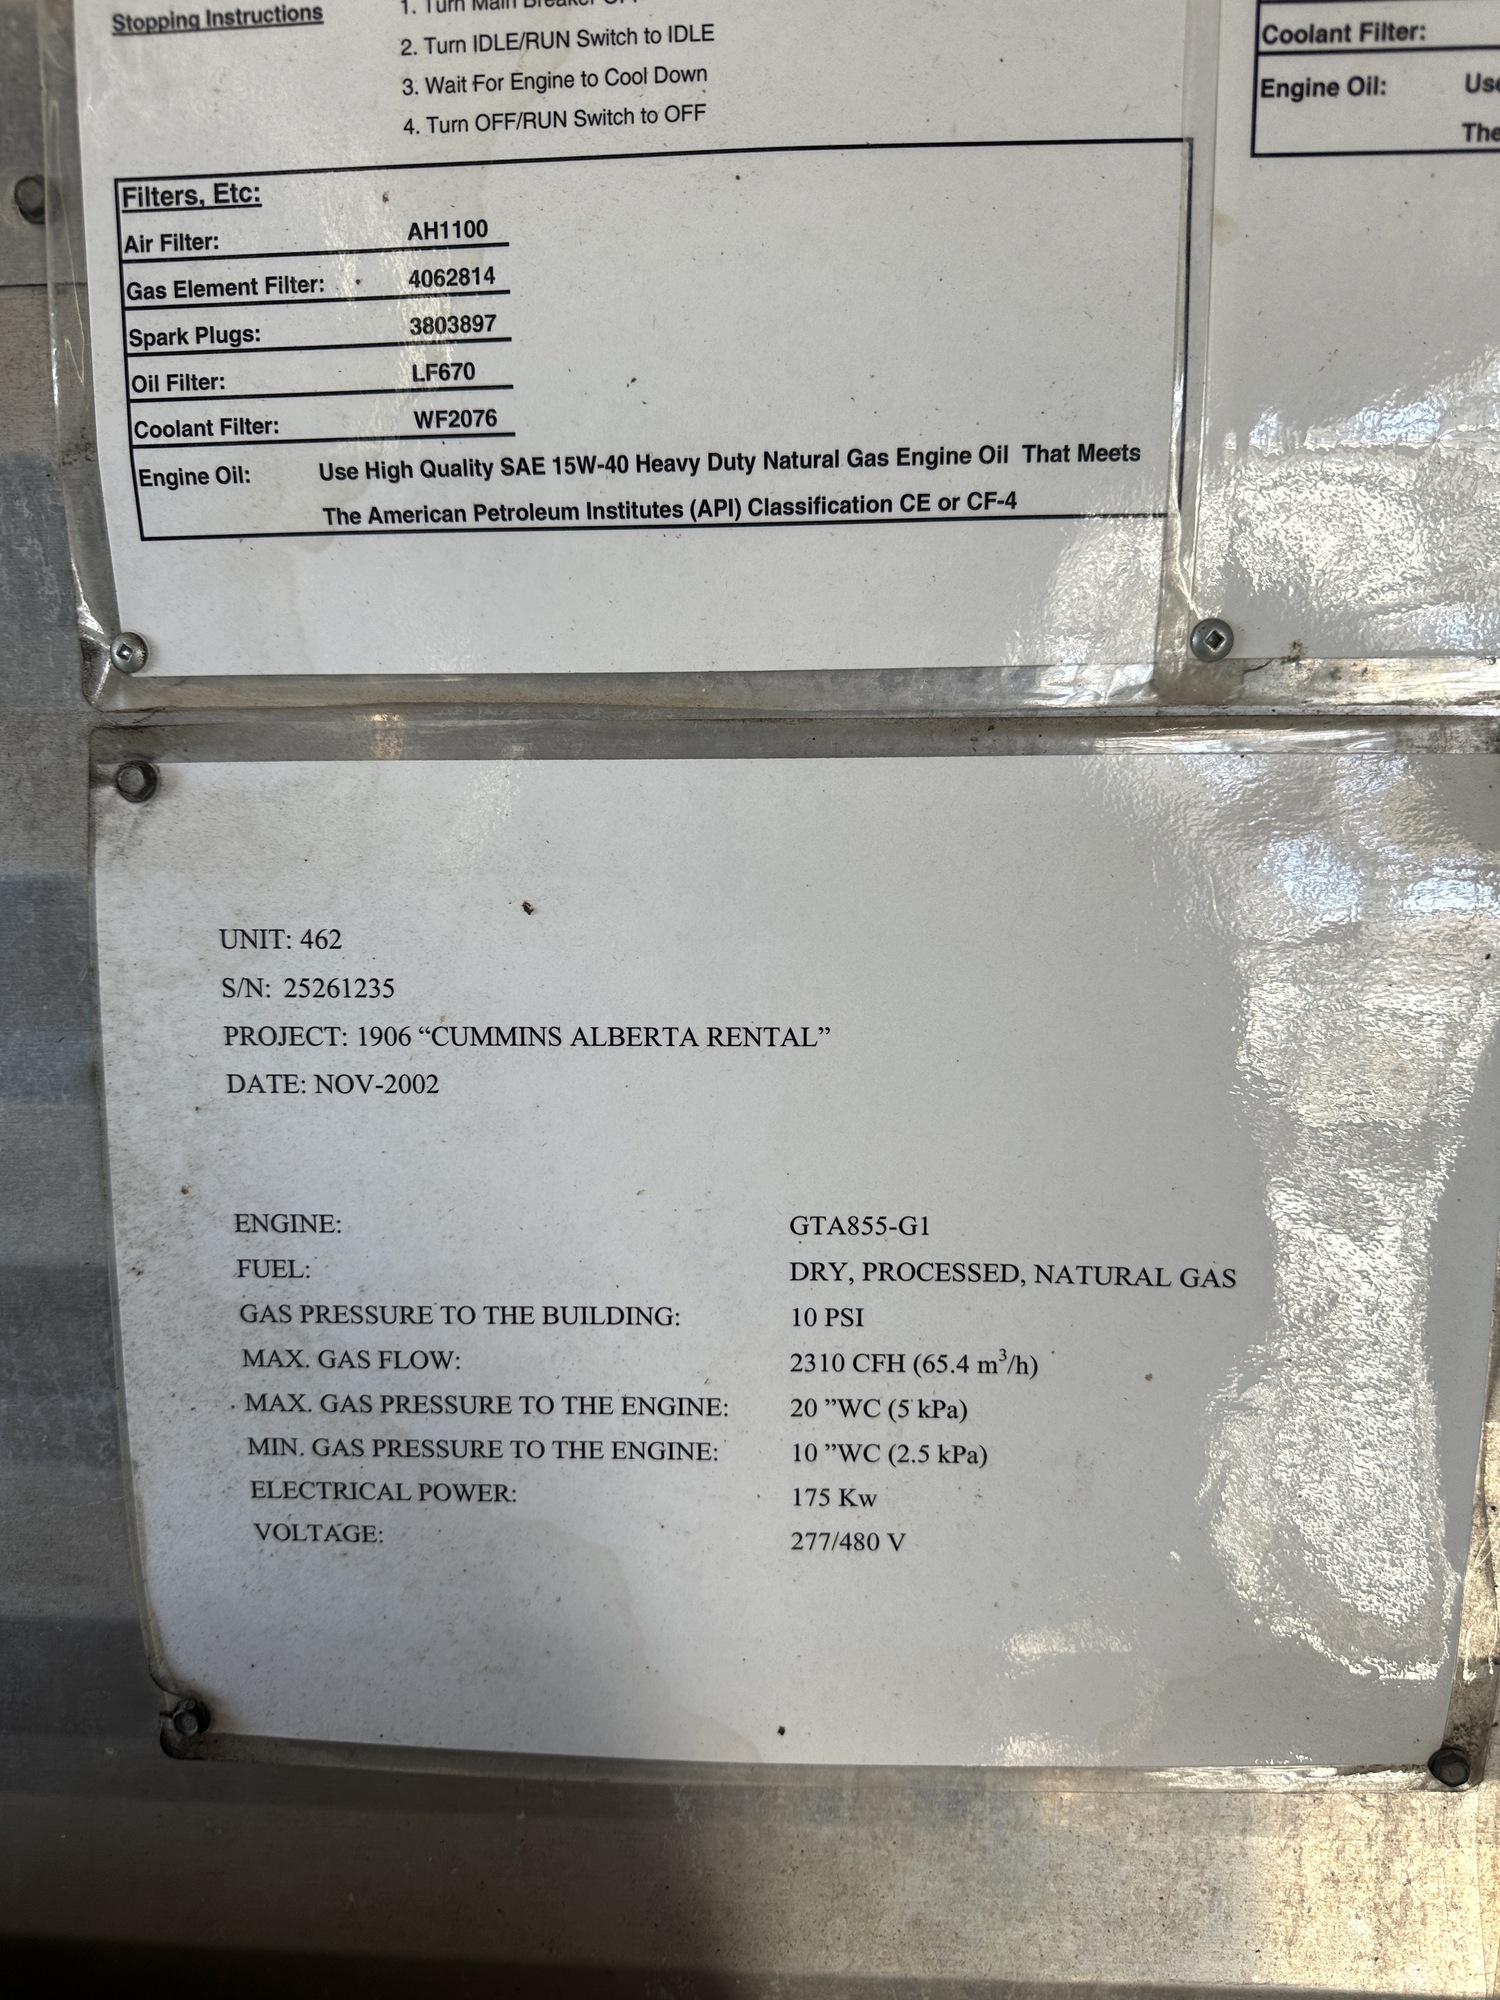 Stopping Instructions
1. Turn Main Breaker OFF
2. Turn IDLE/RUN Switch to IDLE
3. Wait For Engine to Cool Down
4. Turn OFF/RUN Switch to OFF
Filters, Etc:
Air Filter: AH1100
Gas Element Filter: 4062814
Spark Plugs: 3803897
Oil Filter: LF670
Coolant Filter: WF2076
Engine Oil: Use High Quality SAE 15W-40 Heavy Duty Natural Gas Engine Oil That Meets
The American Petroleum Institutes (API) Classification CE or CF-4
Coolant Filter:
Engine Oil: Use
The
UNIT: 462
S/N: 25261235
PROJECT: 1906 “CUMMINS ALBERTA RENTAL”
DATE: NOV-2002
ENGINE: GTA855-G1
FUEL: DRY, PROCESSED, NATURAL GAS
GAS PRESSURE TO THE BUILDING: 10 PSI
MAX. GAS FLOW: 2310 CFH (65.4 m³/h)
MAX. GAS PRESSURE TO THE ENGINE: 20 ”WC (5 kPa)
MIN. GAS PRESSURE TO THE ENGINE: 10 ”WC (2.5 kPa)
ELECTRICAL POWER: 175 Kw
VOLTAGE: 277/480 V